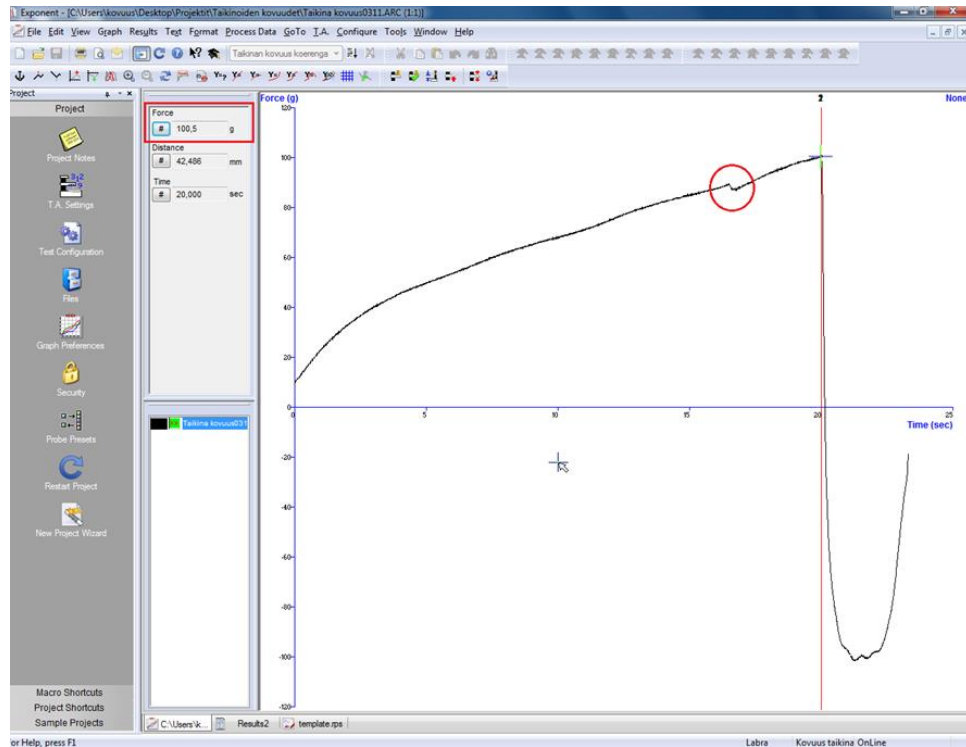 Exponent - [C:\Users\kovuus\Desktop\Projektit\Taikinoiden kovuudet\Taikina kovuus0311.ARC (1:1)]
File Edit View Graph Results Text Format Process Data GoTo T.A. Configure Tools Window Help
Taikinan kovuus koerenga
Project
Project
Project Notes
T.A. Settings
Test Configuration
Files
Graph Preferences
Security
Probe Presets
Restart Project
New Project Wizard
Macro Shortcuts
Project Shortcuts
Sample Projects
Force
# 100,5 g
Distance
# 42,486 mm
Time
# 20,000 sec
Taikina kovuus031
Force (g)
None
120
100
80
60
40
20
0
-20
-40
-60
-80
-100
-120
0 5 10 15 20 25
Time (sec)
C:\Users\k... Results2 template.rps
or Help, press F1
Labra Kovuus taikina OnLine